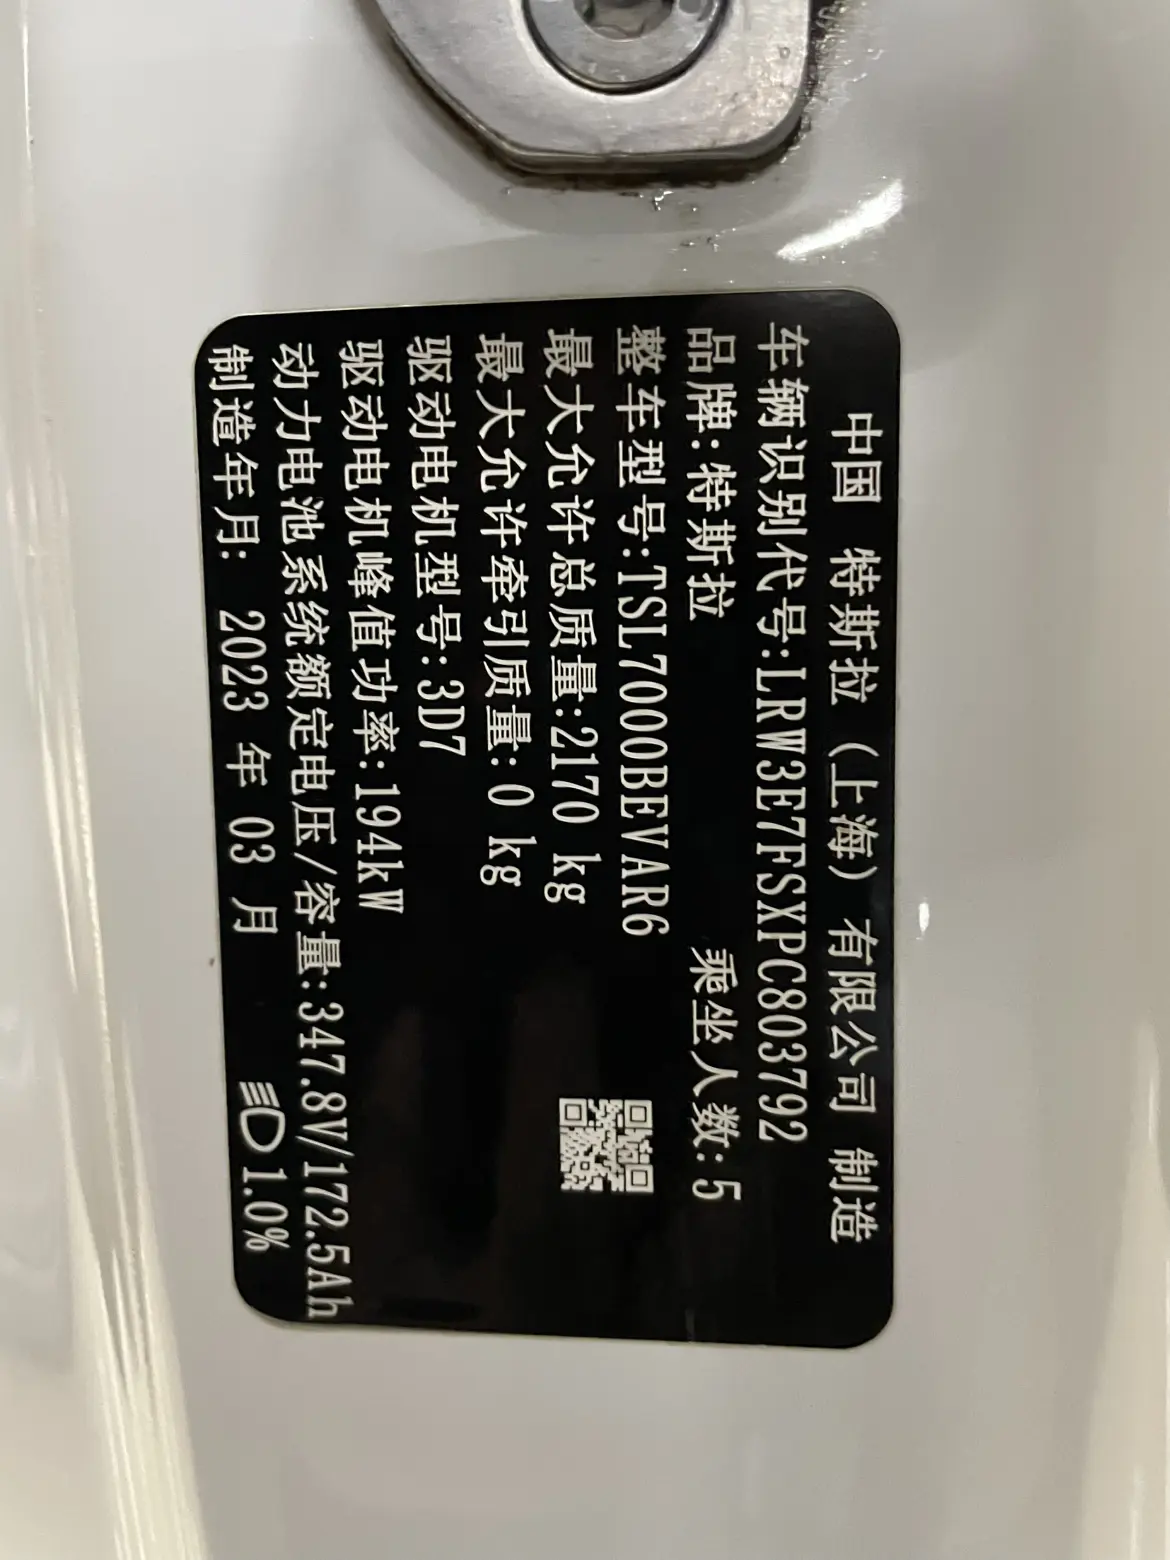 中国 特斯拉（上海）有限公司 制造
车辆识别代号:LRW3E7FSXPC803792
品牌:特斯拉 乘坐人数:5
整车型号:TSL7000BEVAR6
最大允许总质量:2170 kg
最大允许牵引质量:0 kg
驱动电机型号:3D7
驱动电机峰值功率:194kW
动力电池系统额定电压/容量:347.8V/172.5Ah
制造年月: 2023 年 03 月 1.0%